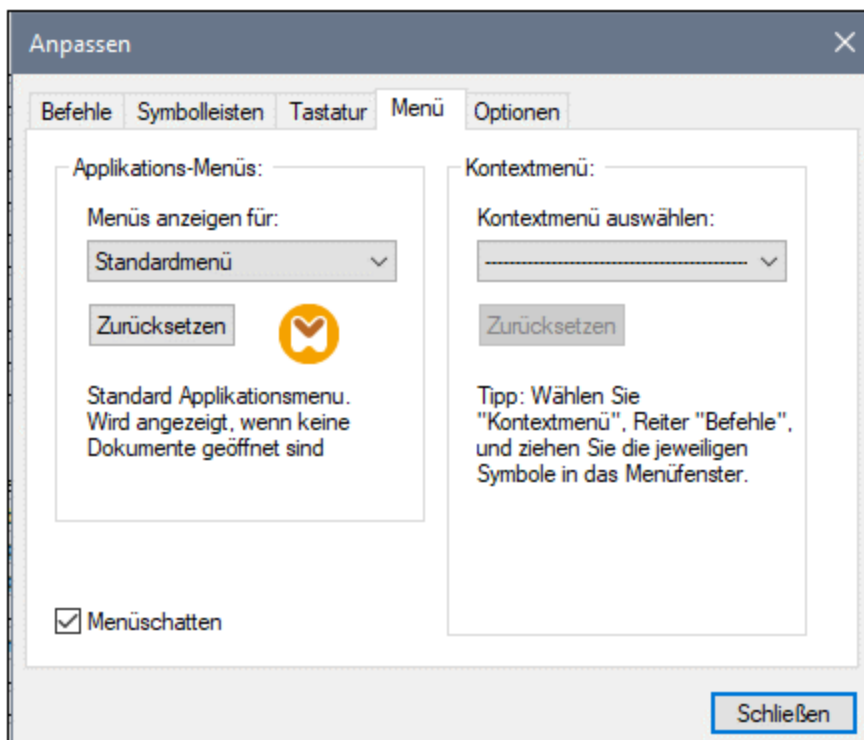 Anpassen
Befehle Symbolleisten Tastatur Menü Optionen
Applikations-Menüs:
Menüs anzeigen für:
Standardmenü
Zurücksetzen
Standard Applikationsmenu.
Wird angezeigt, wenn keine
Dokumente geöffnet sind
Menüschatten
Kontextmenü:
Kontextmenü auswählen:
Zurücksetzen
Tipp: Wählen Sie
"Kontextmenü", Reiter "Befehle",
und ziehen Sie die jeweiligen
Symbole in das Menüfenster.
Schließen